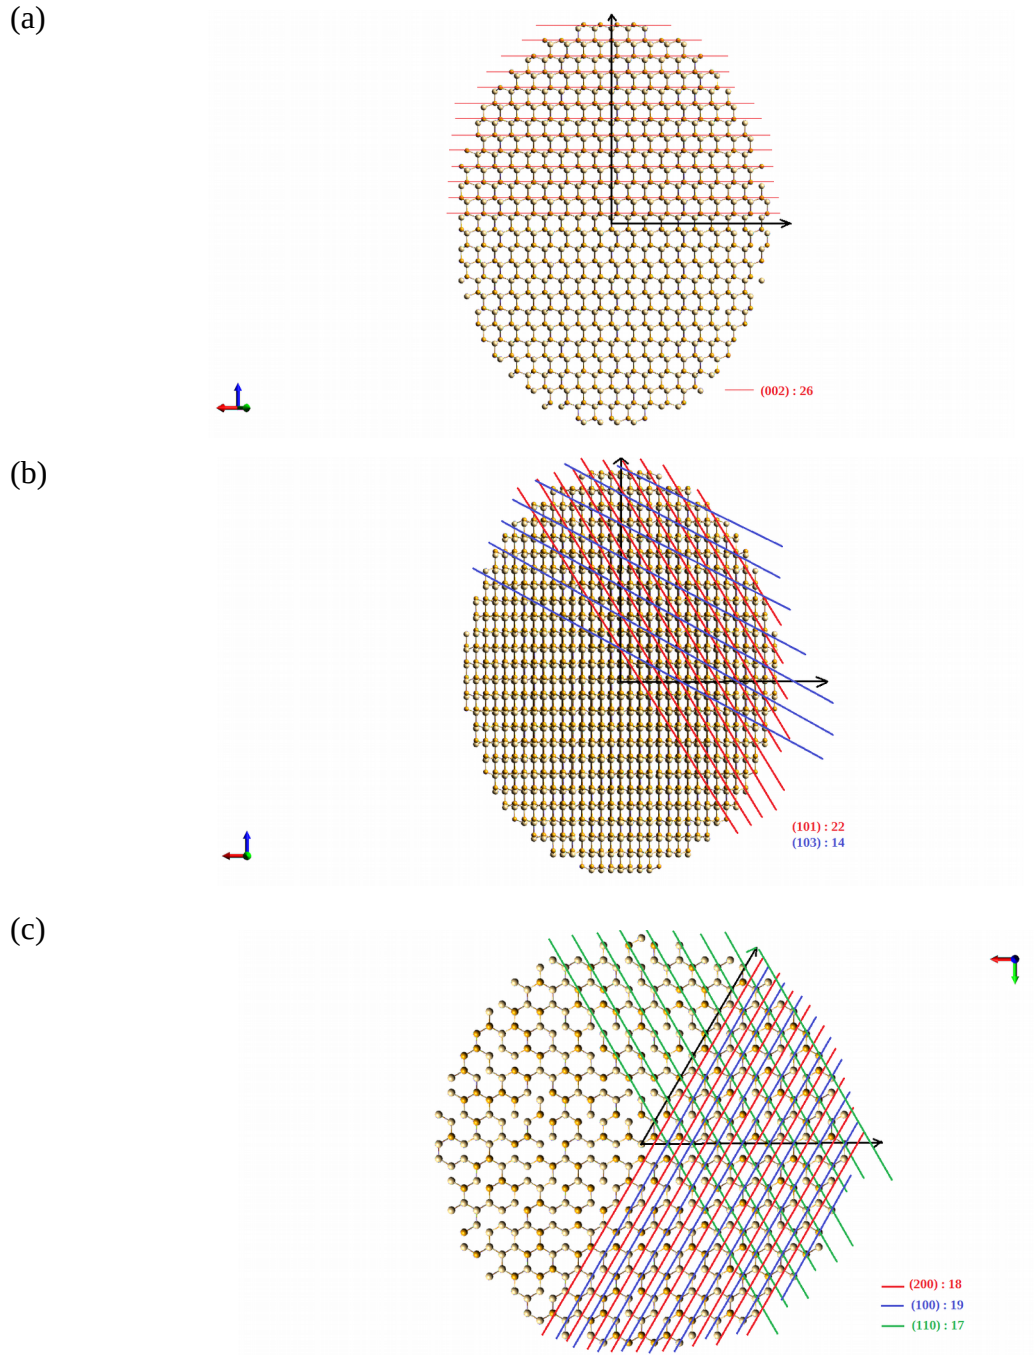 (a)
(002) : 26
(b)
(101) : 22
(103) : 14
(c)
(200) : 18
(100) : 19
(110) : 17